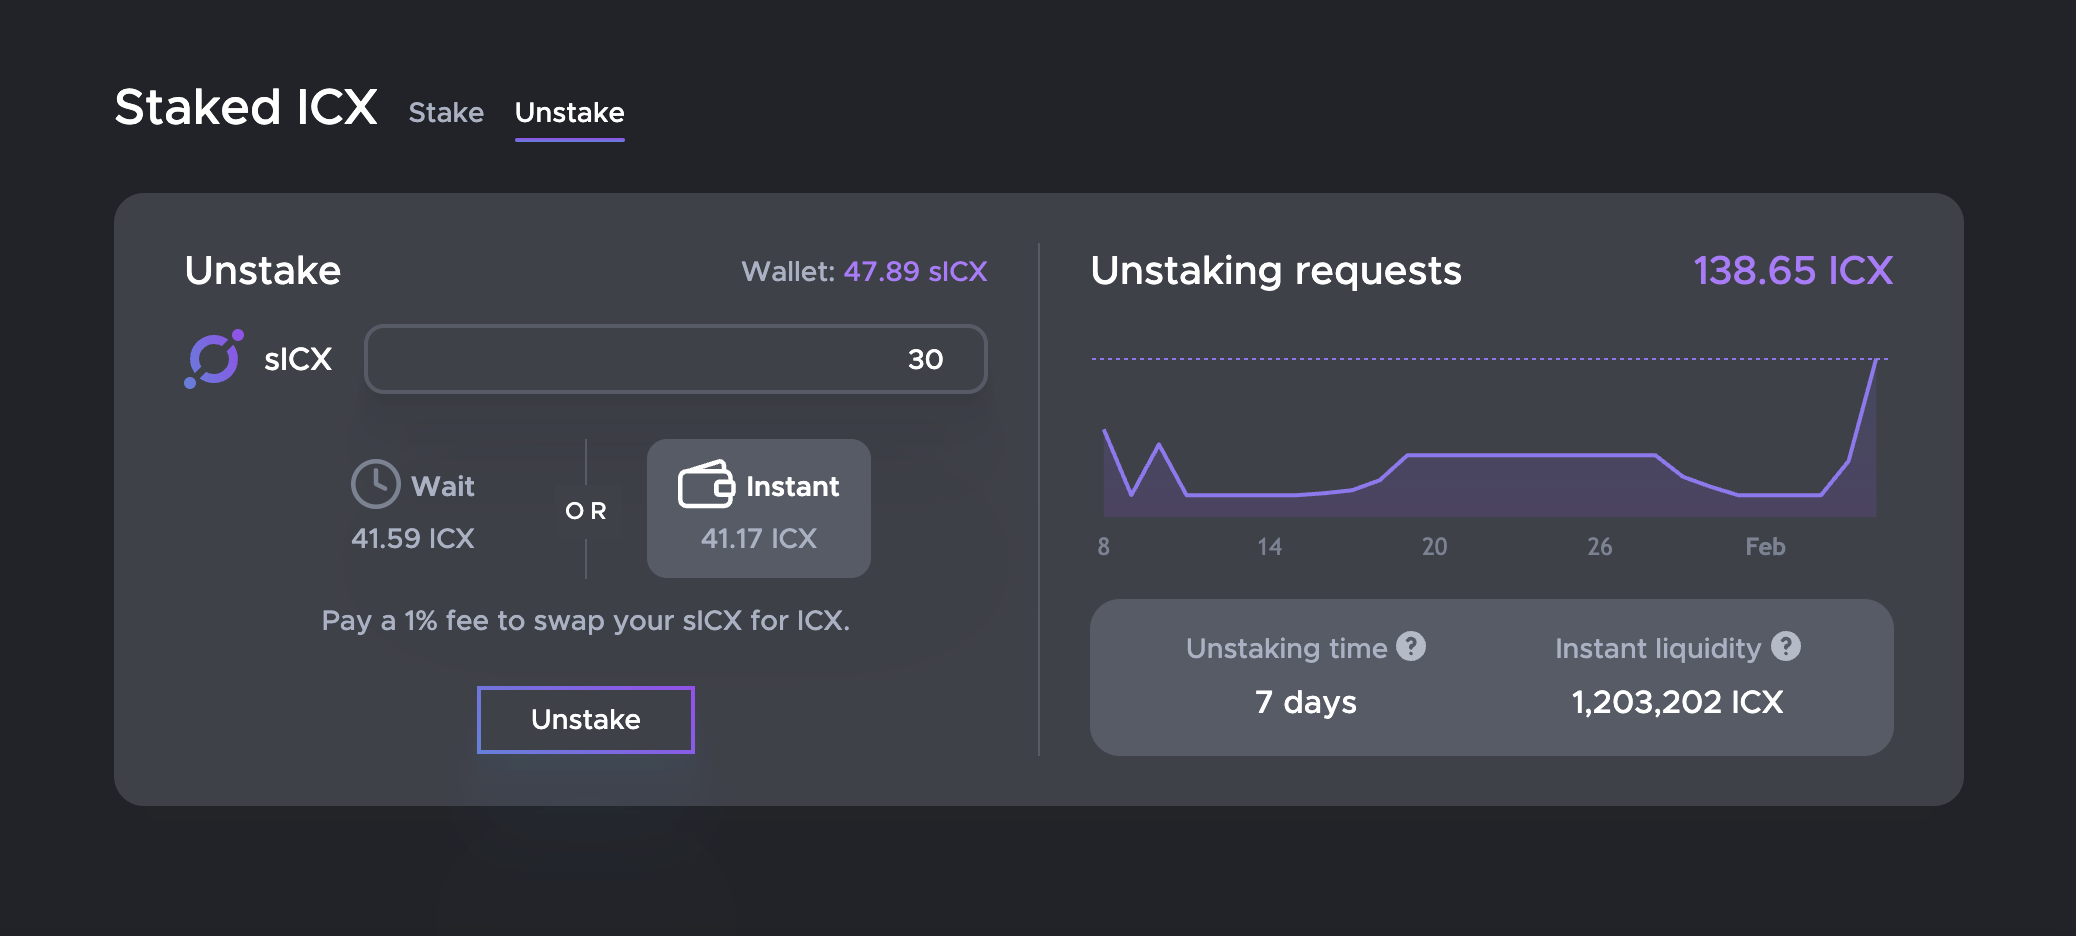 Staked ICX Stake Unstake
Unstake
Wallet: 47.89 sICX
sICX
30
Wait
41.59 ICX
OR
Instant
41.17 ICX
Pay a 1% fee to swap your sICX for ICX.
Unstake
Unstaking requests
138.65 ICX
8 14 20 26 Feb
Unstaking time ?
7 days
Instant liquidity ?
1,203,202 ICX